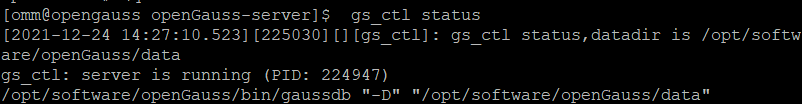 [omm@opengauss openGauss-server]$  gs_ctl status
[2021-12-24 14:27:10.523][225030][][gs_ctl]: gs_ctl status,datadir is /opt/softw
are/openGauss/data
gs_ctl: server is running (PID: 224947)
/opt/software/openGauss/bin/gaussdb "-D" "/opt/software/openGauss/data"